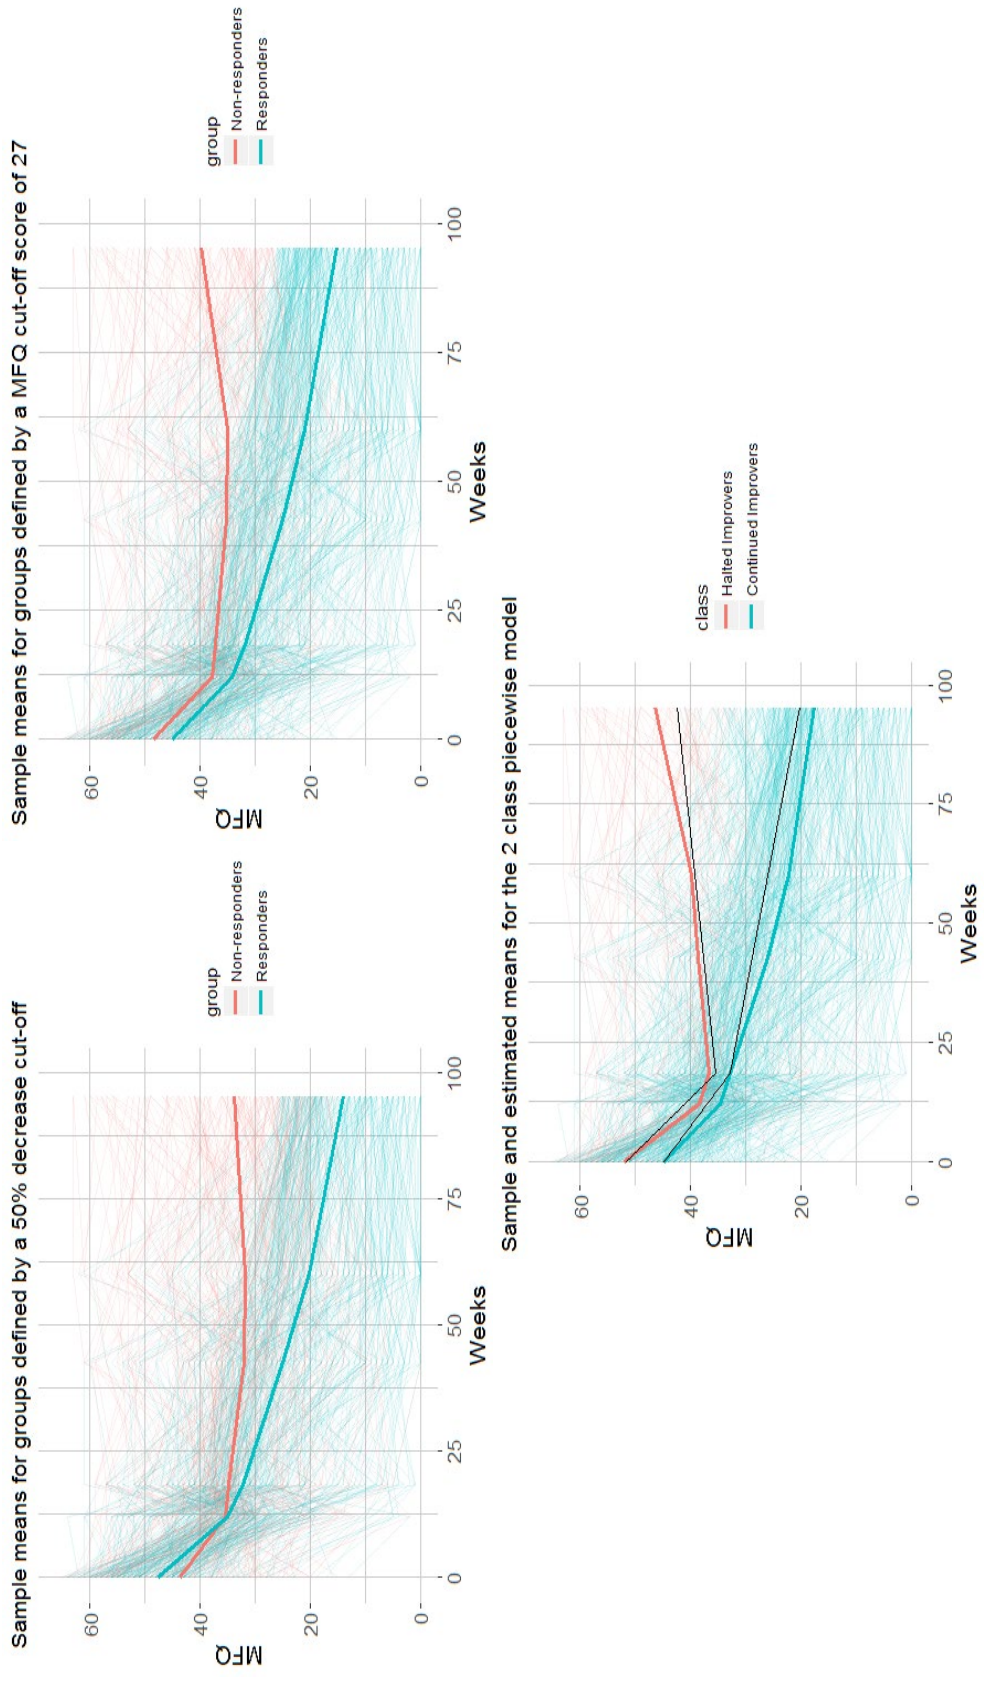 Sample means for groups defined by a 50% decrease cut-off
MFQ
60
40
20
0
0
25
50
75
100
Weeks
group
Non-responders
Responders
Sample means for groups defined by a MFQ cut-off score of 27
MFQ
60
40
20
0
0
25
50
75
100
Weeks
group
Non-responders
Responders
Sample and estimated means for the 2 class piecewise model
MFQ
60
40
20
0
0
25
50
75
100
Weeks
class
Halted Improvers
Continued Improvers